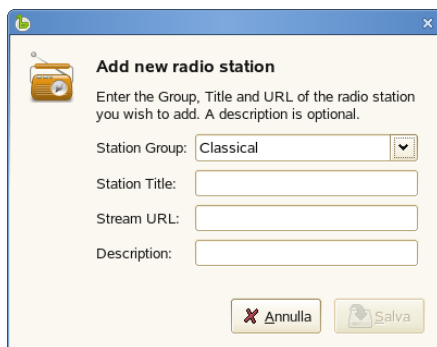 Add new radio station
Enter the Group, Title and URL of the radio station
you wish to add. A description is optional.
Station Group: Classical
Station Title:
Stream URL:
Description:
Annulla Salva